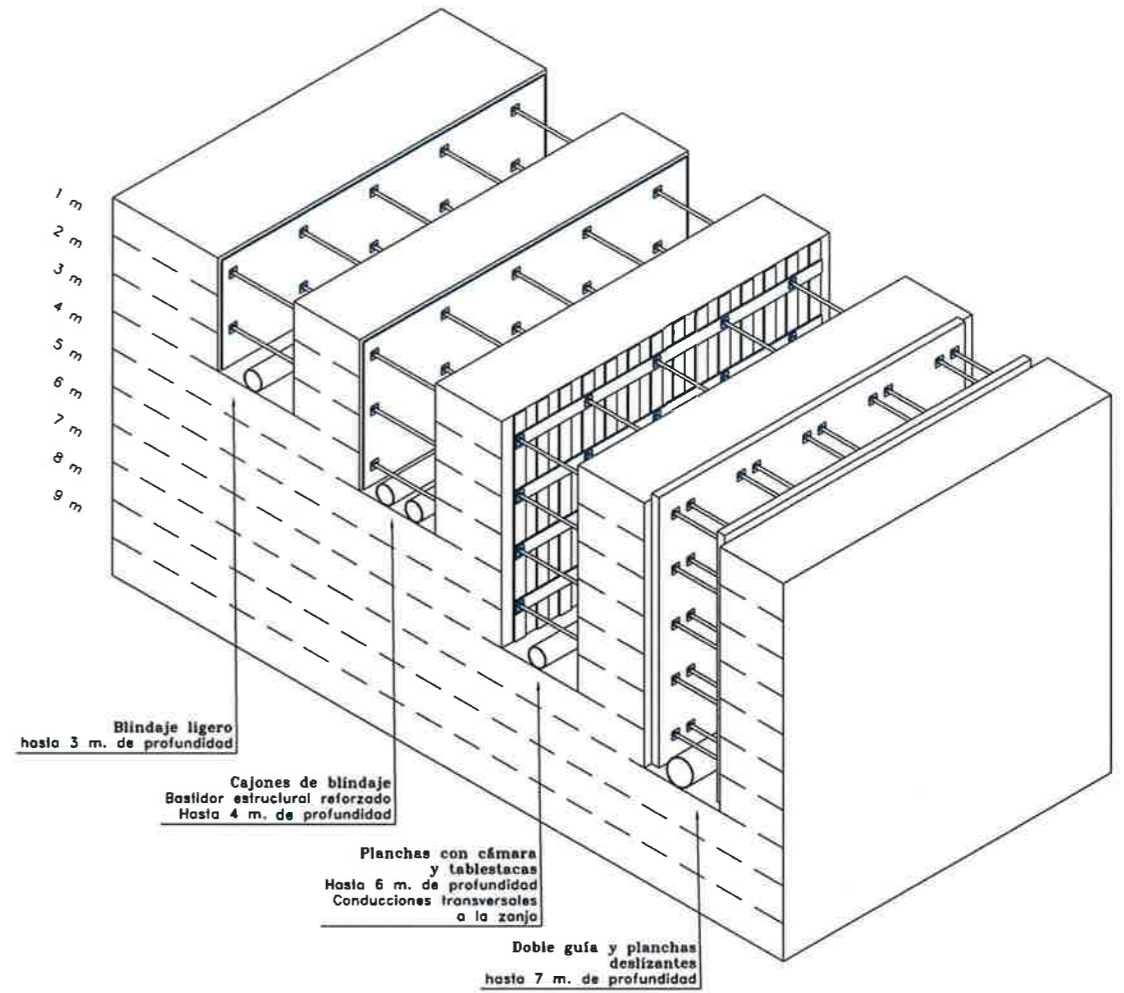 1 m
2 m
3 m
4 m
5 m
6 m
7 m
8 m
9 m
Blindaje ligero
hasta 3 m. de profundidad
Cajones de blindaje
Bastidor estructural reforzado
Hasta 4 m. de profundidad
Planchas con cámara
y tablestacas
Hasta 6 m. de profundidad
Conducciones transversales
a la zonja
Doble guía y planchas
deslizantes
hasta 7 m. de profundidad